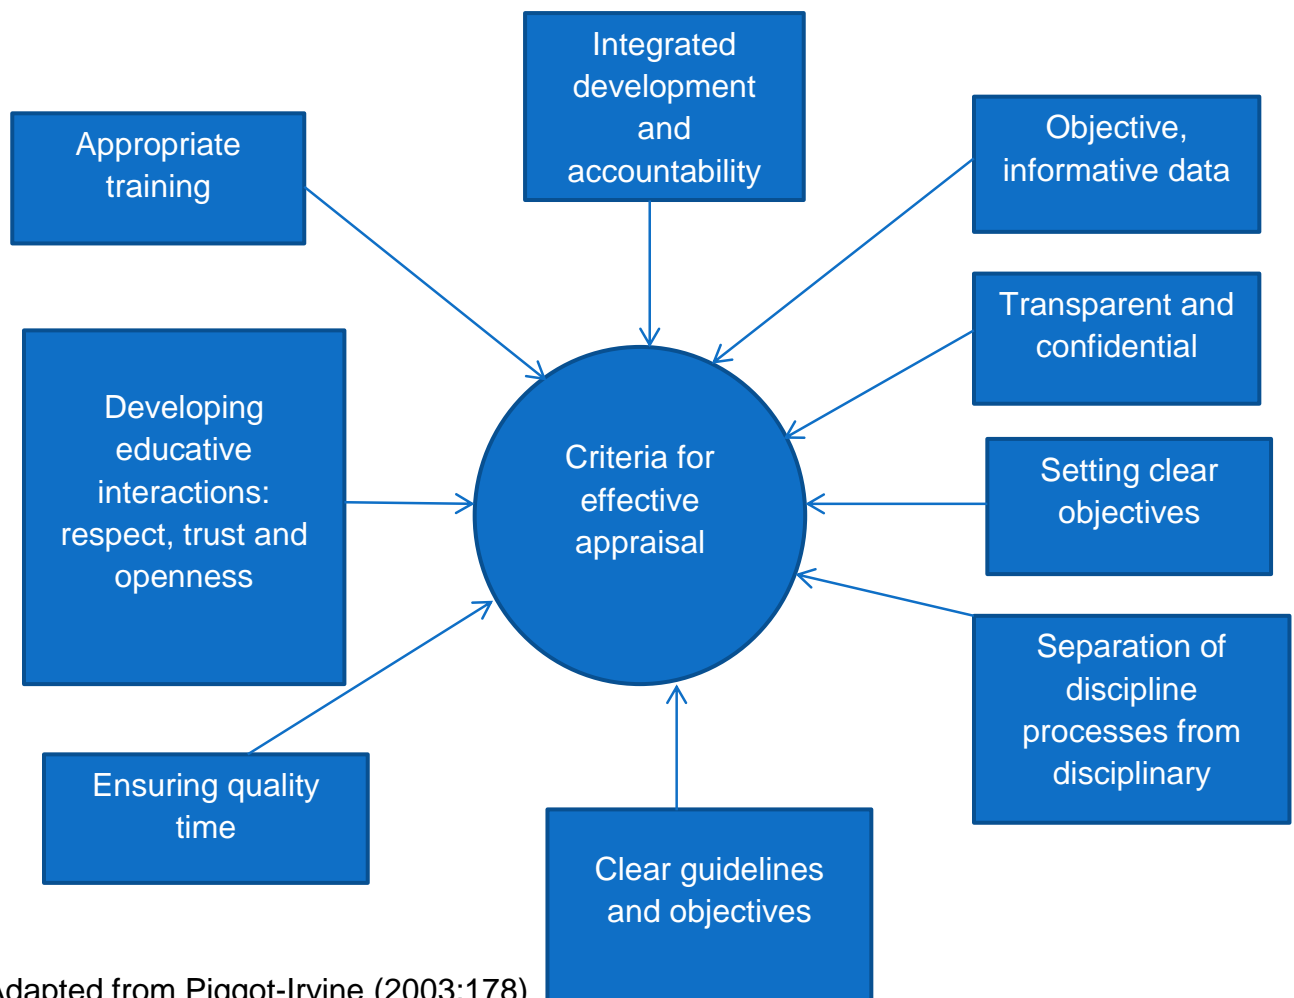 Integrated
development
and
accountability
Appropriate
training
Objective,
informative data
Transparent and
confidential
Developing
educative
interactions:
respect, trust and
openness
Criteria for
effective
appraisal
Setting clear
objectives
Separation of
discipline
processes from
disciplinary
Ensuring quality
time
Clear guidelines
and objectives
Adapted from Piggot-Irvine (2003:178)